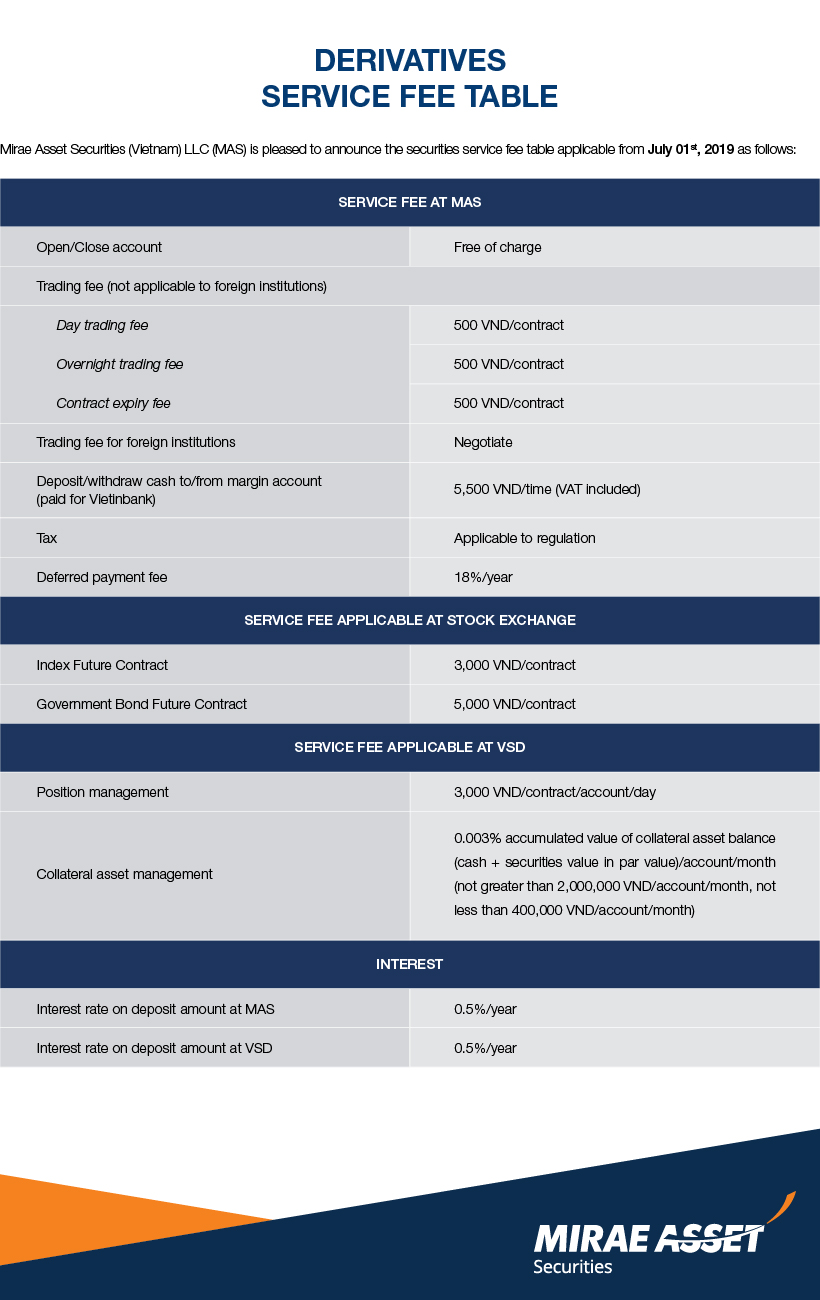 DERIVATIVES
SERVICE FEE TABLE
Mirae Asset Securities (Vietnam) LLC (MAS) is pleased to announce the securities service fee table applicable from July 01st, 2019 as follows:
SERVICE FEE AT MAS
Open/Close account
Free of charge
Trading fee (not applicable to foreign institutions)
Day trading fee
500 VND/contract
Overnight trading fee
500 VND/contract
Contract expiry fee
500 VND/contract
Trading fee for foreign institutions
Negotiate
Deposit/withdraw cash to/from margin account
(paid for Vietinbank)
5,500 VND/time (VAT included)
Tax
Applicable to regulation
Deferred payment fee
18%/year
SERVICE FEE APPLICABLE AT STOCK EXCHANGE
Index Future Contract
3,000 VND/contract
Government Bond Future Contract
5,000 VND/contract
SERVICE FEE APPLICABLE AT VSD
Position management
3,000 VND/contract/account/day
Collateral asset management
0.003% accumulated value of collateral asset balance
(cash + securities value in par value)/account/month
(not greater than 2,000,000 VND/account/month, not
less than 400,000 VND/account/month)
INTEREST
Interest rate on deposit amount at MAS
0.5%/year
Interest rate on deposit amount at VSD
0.5%/year
MIRAE ASSET
Securities